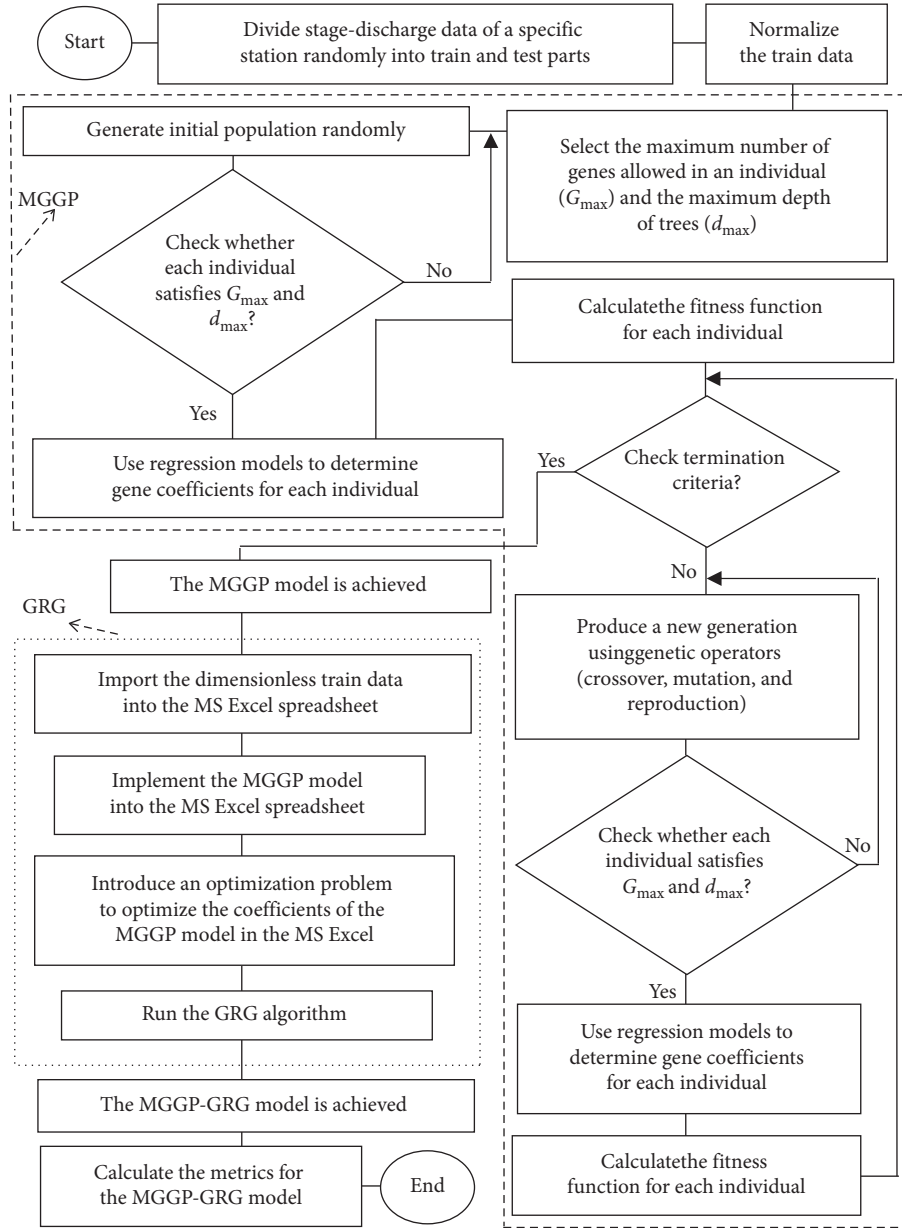 Start
Divide stage-discharge data of a specific
station randomly into train and test parts
Normalize
the train data
Generate initial population randomly
Select the maximum number of
genes allowed in an individual
(Gmax) and the maximum depth
of trees (dmax)
MGGP
Check whether
each individual
satisfies Gmax and
dmax?
No
Yes
Calculatethe fitness function
for each individual
Use regression models to determine
gene coefficients for each individual
Yes
Check termination
criteria?
No
The MGGP model is achieved
GRG
Import the dimensionless train data
into the MS Excel spreadsheet
Implement the MGGP model
into the MS Excel spreadsheet
Introduce an optimization problem
to optimize the coefficients of the
MGGP model in the MS Excel
Run the GRG algorithm
The MGGP-GRG model is achieved
Calculate the metrics for
the MGGP-GRG model
End
Produce a new generation
usinggenetic operators
(crossover, mutation, and
reproduction)
Check whether each
individual satisfies
Gmax and dmax?
No
Yes
Use regression models to
determine gene coefficients
for each individual
Calculatethe fitness
function for each individual